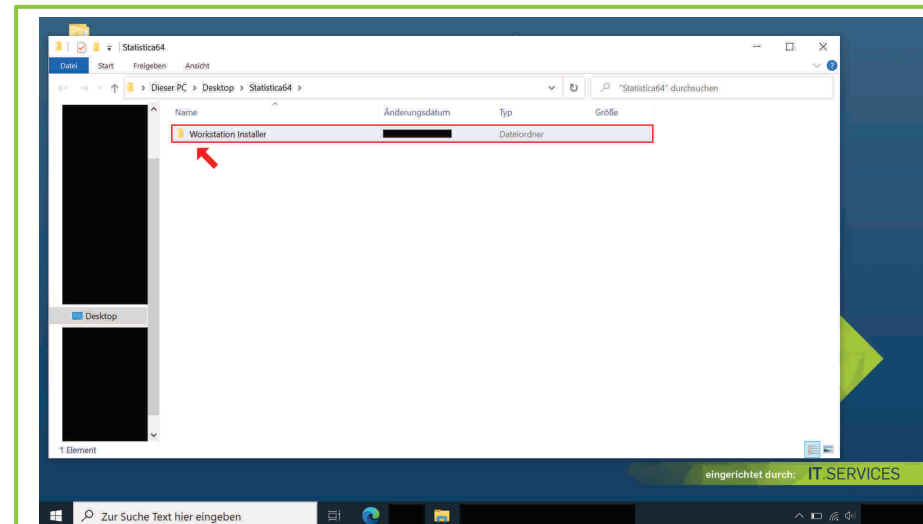 Statistica64
Datei Start Freigeben Ansicht
Dieser PC > Desktop > Statistica64 >
"Statistica64" durchsuchen
Name Änderungsdatum Typ Größe
Workstation Installer Dateiordner
Desktop
1 Element
eingerichtet durch: IT.SERVICES
Zur Suche Text hier eingeben